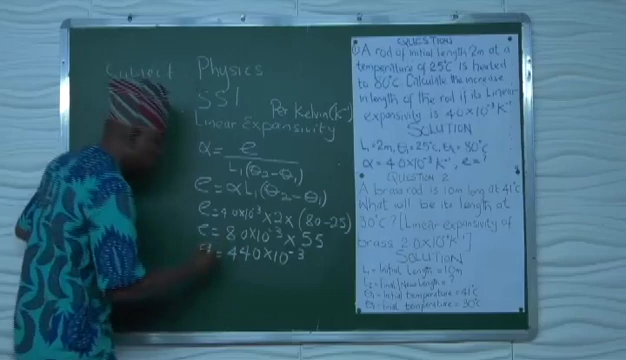 Subject Physics
SS1
Per Kelvin(k⁻¹)
Linear Expansivity
α = e
L₁(θ₂-θ₁)
e = αL₁(θ₂-θ₁)
e = 4.0×10⁻³×2×(80-25)
e = 8.0×10⁻³×55
= 440×10⁻³
QUESTION
A rod of initial length 2m at a
temperature of 25°C is heated
to 80°C. Calculate the increase
in length of the rod if its Linear
expansivity is 4.0×10⁻³K⁻¹
SOLUTION
L₁=2m, θ₁=25°C, θ₂=80°C
α=4.0×10⁻³K⁻¹, e=?
QUESTION 2
A brass rod is 10m long at 41°C
What will be its length at
30°C? [Linear expansivity of
brass 2.0×10 K⁻¹]
SOLUTION
L₁ = Initial Length = 10m
L₂ = Final/New Length = ?
θ₁ = Initial temperature = 41°C
θ₂ = Final temperature = 30°C